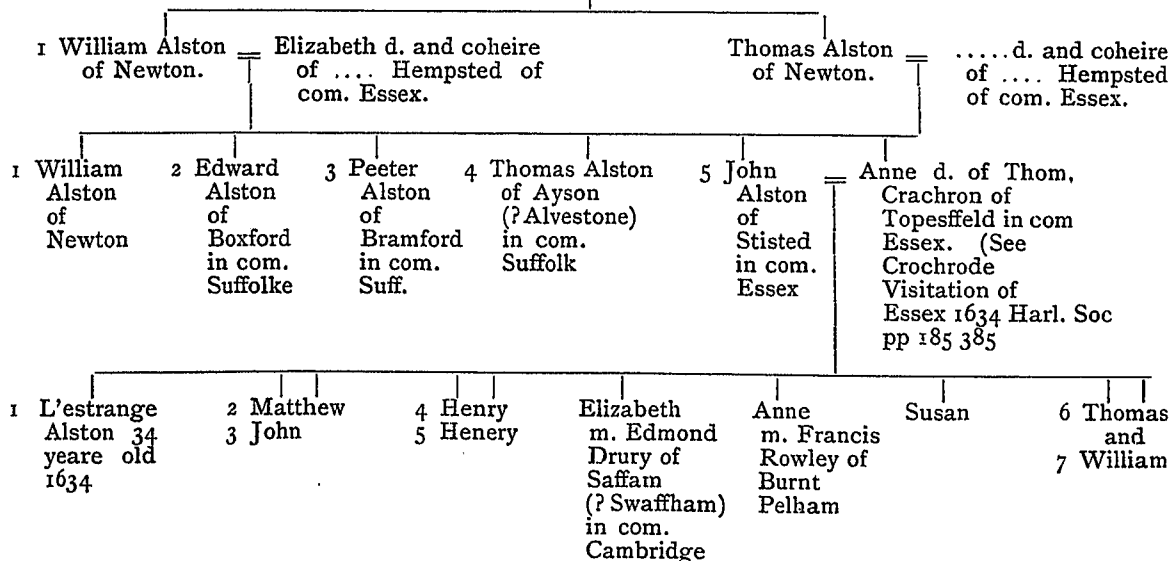 1 William Alston
of Newton.
= Elizabeth d. and coheire
of .... Hempsted of
com. Essex.
Thomas Alston
of Newton.
= ..... d. and coheire
of .... Hempsted
of com. Essex.
1 William
Alston
of
Newton
2 Edward
Alston
of
Boxford
in com.
Suffolke
3 Peeter
Alston
of
Bramford
in com.
Suff.
4 Thomas Alston
of Ayson
(? Alvestone)
in com.
Suffolk
5 John
Alston
of
Stisted
in com.
Essex
= Anne d. of Thom,
Crachron of
Topesffeld in com
Essex. (See
Crochrode
Visitation of
Essex 1634 Harl. Soc
pp 185 385
1 L'estrange
Alston 34
yeare old
1634
2 Matthew
3 John
4 Henry
5 Henery
Elizabeth
m. Edmond
Drury of
Saffam
(? Swaffham)
in com.
Cambridge
Anne
m. Francis
Rowley of
Burnt
Pelham
Susan
6 Thomas
and
7 William